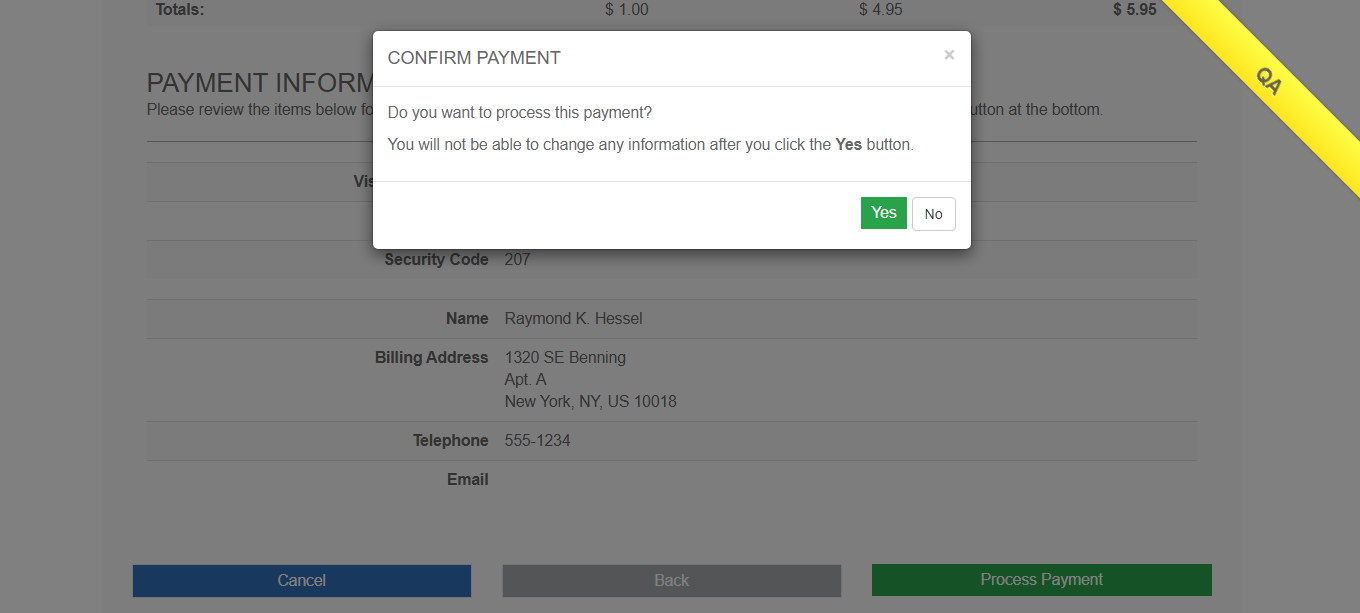 Totals: $ 1.00 $ 4.95 $ 5.95
CONFIRM PAYMENT ×
QA
PAYMENT INFORM
Do you want to process this payment?
Please review the items below fo utton at the bottom.
You will not be able to change any information after you click the Yes button.
Vis
Yes No
Security Code 207
Name Raymond K. Hessel
Billing Address 1320 SE Benning
Apt. A
New York, NY, US 10018
Telephone 555-1234
Email
Cancel Back Process Payment